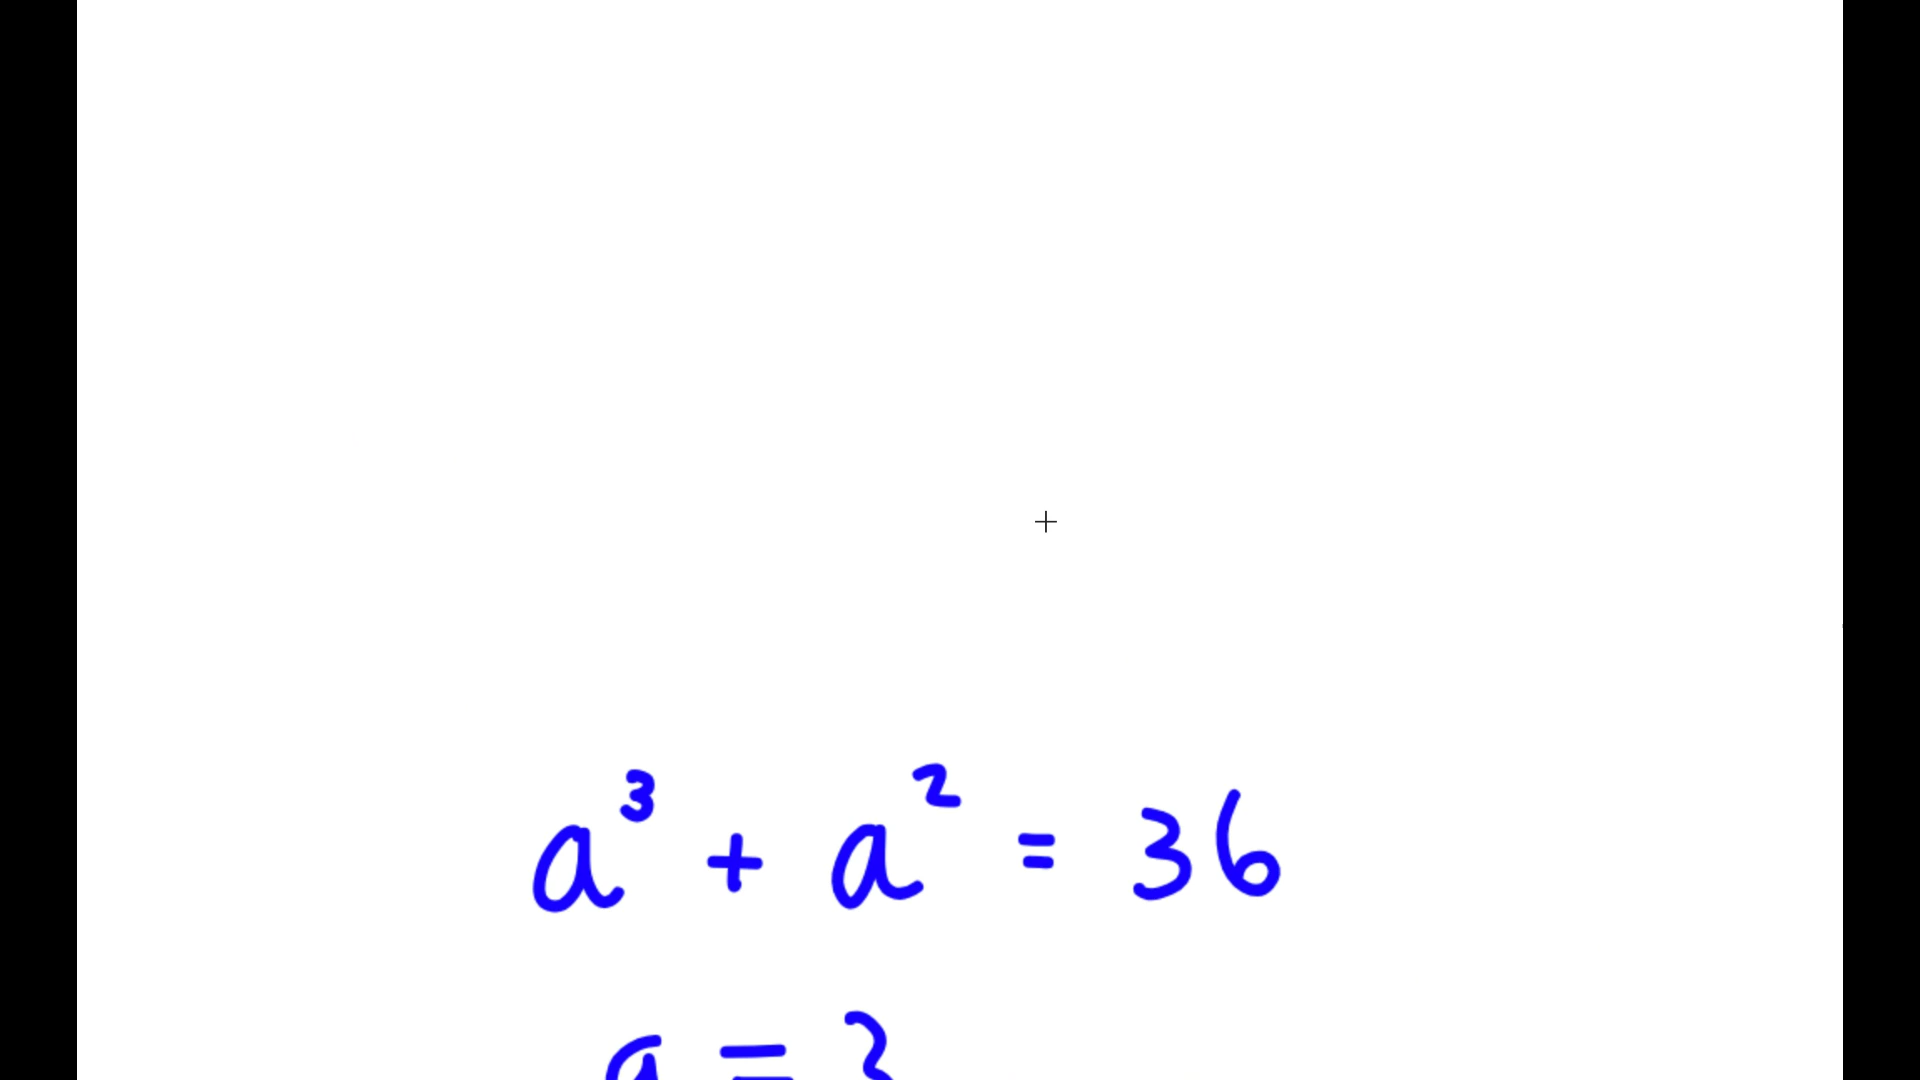 a³ + a² = 36
a = 3